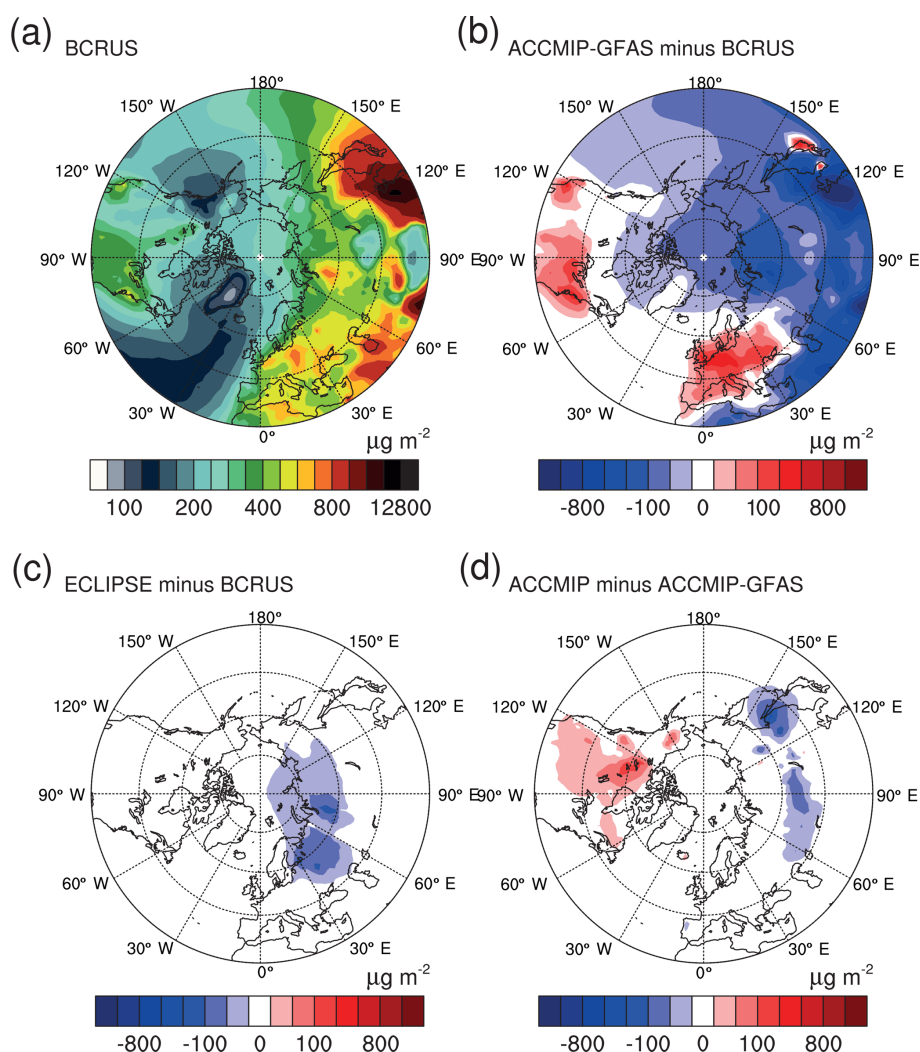 (a) BCRUS
180°
150° W 150° E
120° W 120° E
90° W 90° E
60° W 60° E
30° W 30° E
0°
µg m-2
100 200 400 800 12800
(b) ACCMIP-GFAS minus BCRUS
180°
150° W 150° E
120° W 120° E
90° W 90° E
60° W 60° E
30° W 30° E
0°
µg m-2
-800 -100 0 100 800
(c) ECLIPSE minus BCRUS
180°
150° W 150° E
120° W 120° E
90° W 90° E
60° W 60° E
30° W 30° E
0°
µg m-2
-800 -100 0 100 800
(d) ACCMIP minus ACCMIP-GFAS
180°
150° W 150° E
120° W 120° E
90° W 90° E
60° W 60° E
30° W 30° E
0°
µg m-2
-800 -100 0 100 800